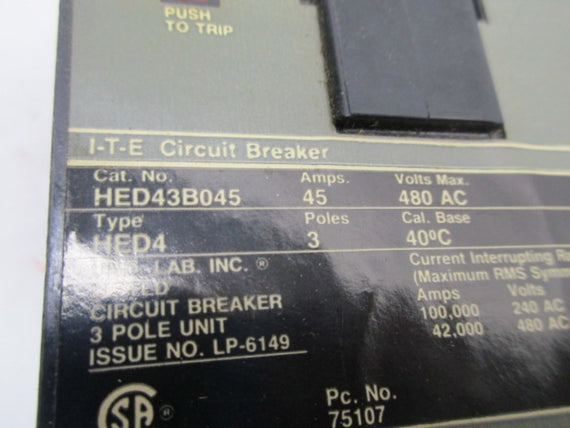 PUSH
TO TRIP
I-T-E Circuit Breaker
Cat. No. Amps. Volts Max.
HED43B045 45 480 AC
Type Poles Cal. Base
HED4 3 40ºC
LAB. INC. ®
CIRCUIT BREAKER
3 POLE UNIT
ISSUE NO. LP-6149
Current Interrupting
(Maximum RMS
Amps Volts
100,000 240 AC
42,000 480 AC
SA ®
Pc. No.
75107